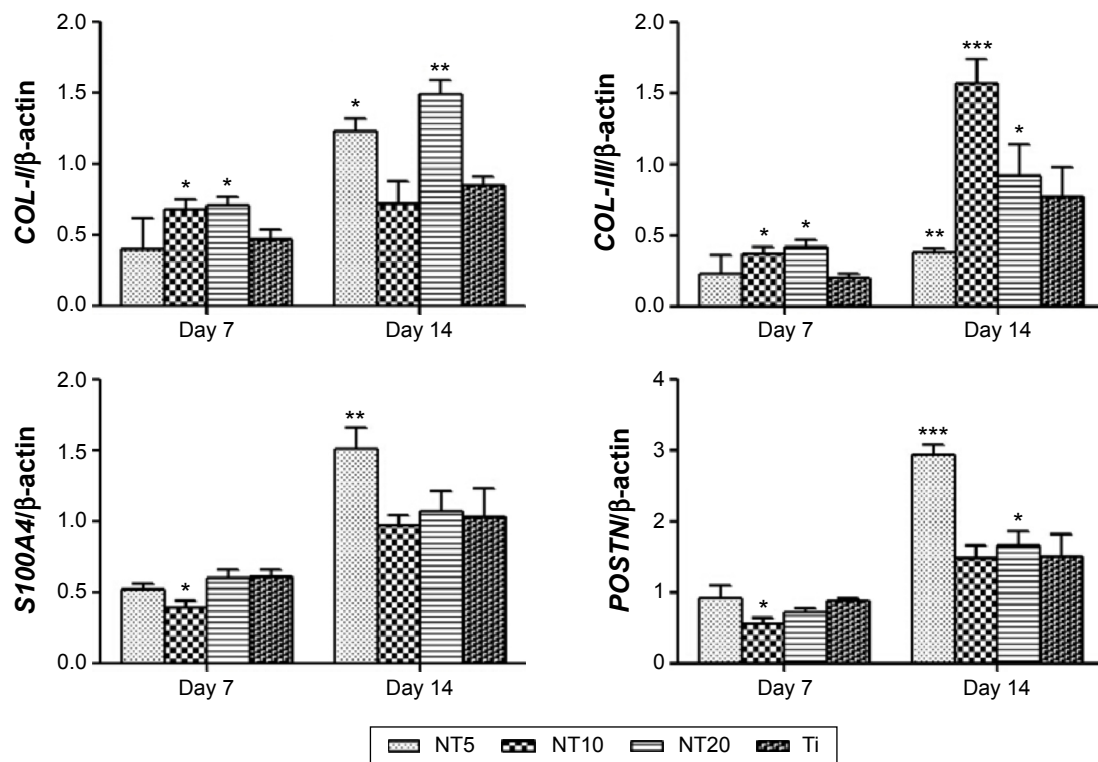 COL-I/β-actin
2.0
1.5
1.0
0.5
0.0
*
*
*
**
Day 7
Day 14
COL-III/β-actin
2.0
1.5
1.0
0.5
0.0
*
*
**
***
*
Day 7
Day 14
S100A4/β-actin
2.0
1.5
1.0
0.5
0.0
*
**
Day 7
Day 14
POSTN/β-actin
4
3
2
1
0
*
***
*
Day 7
Day 14
NT5 NT10 NT20 Ti